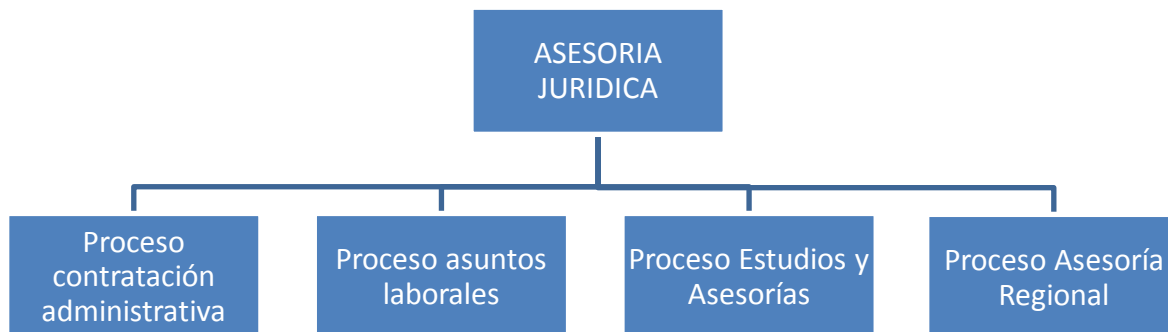 ASESORIA
JURIDICA
Proceso
contratación
administrativa
Proceso asuntos
laborales
Proceso Estudios y
Asesorías
Proceso Asesoría
Regional